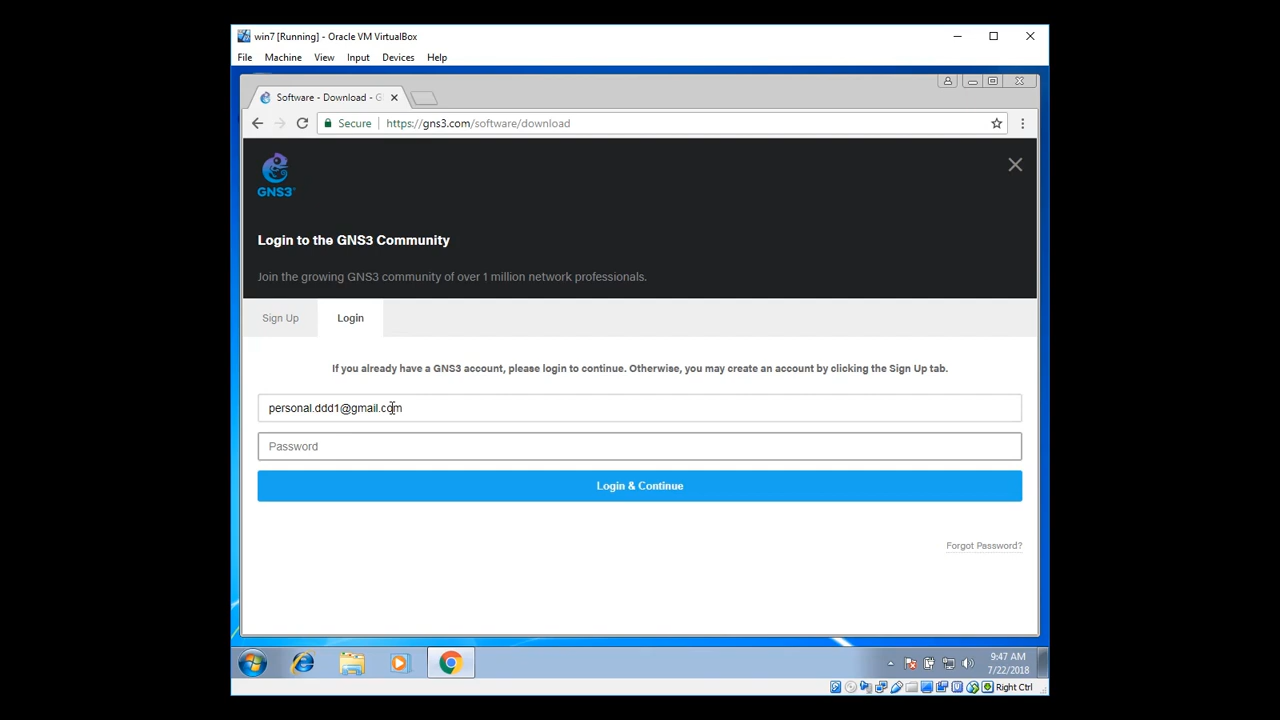 win7 [Running] - Oracle VM VirtualBox
File Machine View Input Devices Help
Software - Download - G
Secure https://gns3.com/software/download
GNS3
Login to the GNS3 Community
Join the growing GNS3 community of over 1 million network professionals.
Sign Up Login
If you already have a GNS3 account, please login to continue. Otherwise, you may create an account by clicking the Sign Up tab.
personal.ddd1@gmail.com
Password
Login & Continue
Forgot Password?
9:47 AM
7/22/2018
Right Ctrl